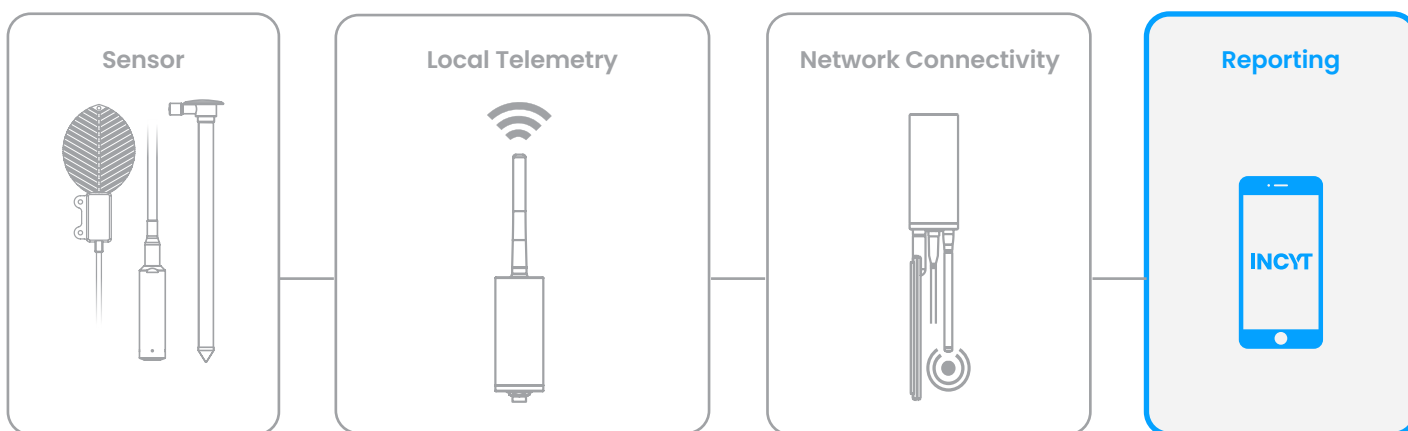 Sensor
Local Telemetry
Network Connectivity
Reporting
INCYT